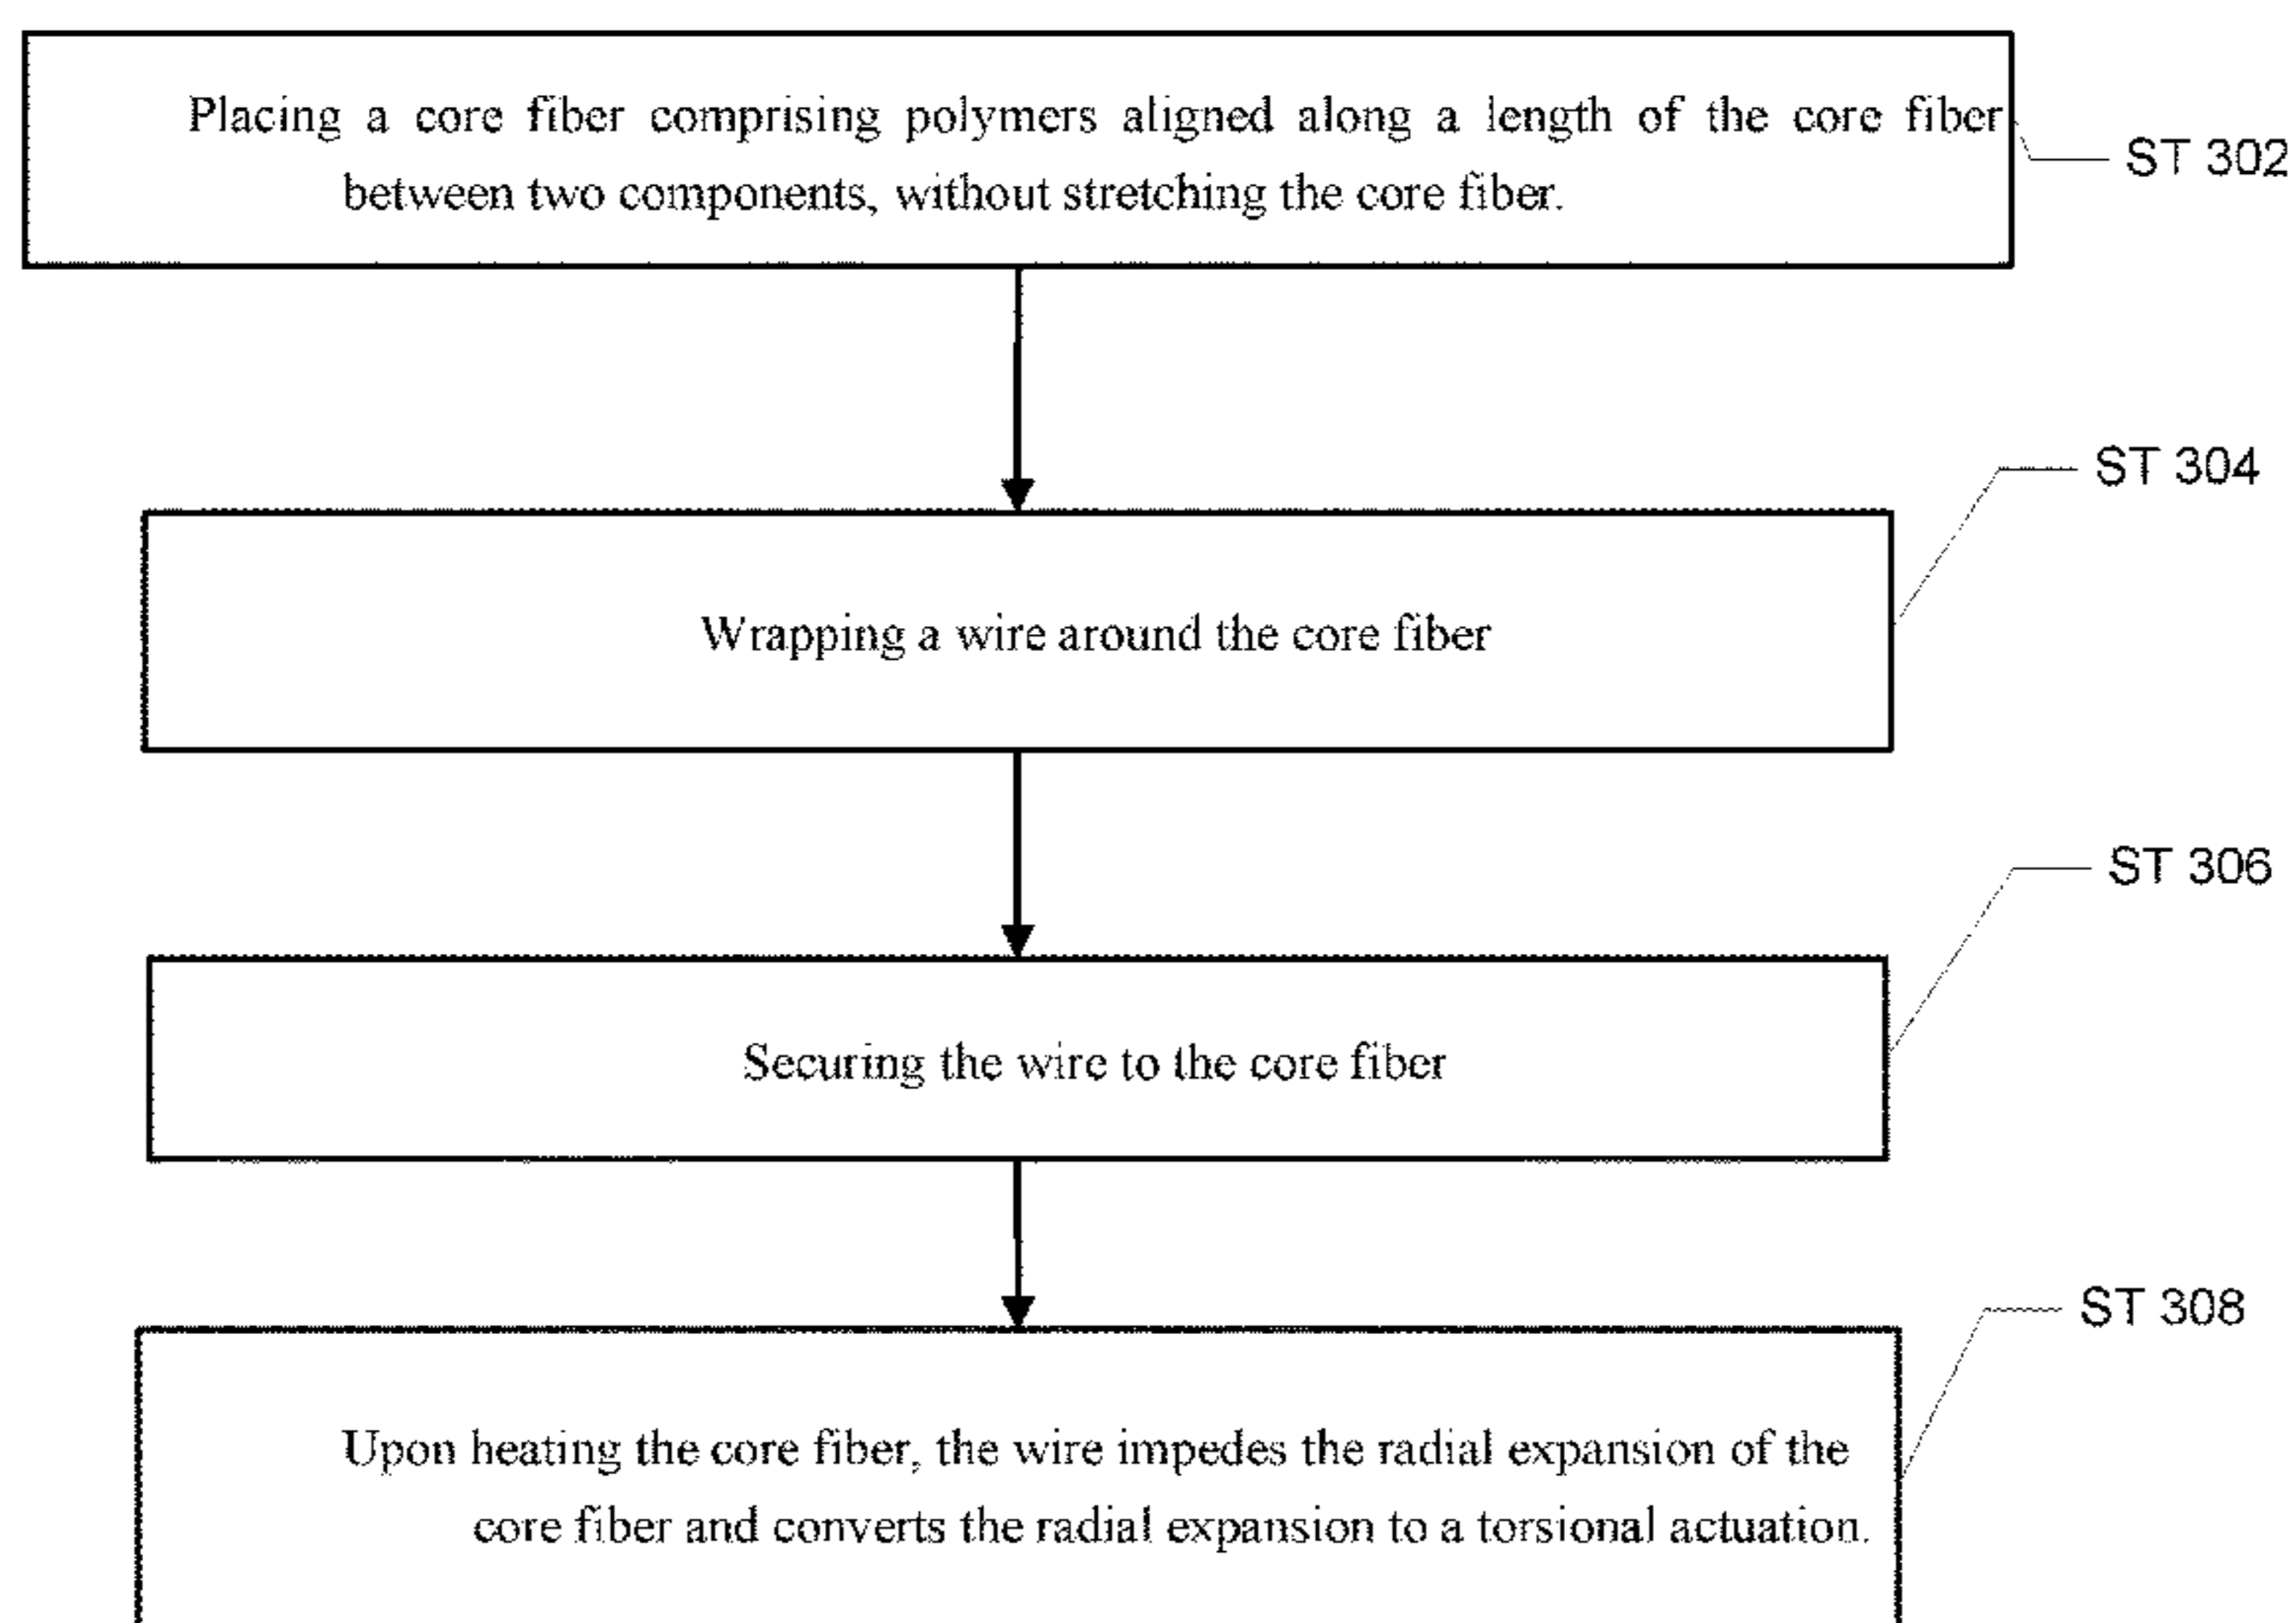 Placing a core fiber comprising polymers aligned along a length of the core fiber
between two components, without stretching the core fiber.
ST 302
ST 304
Wrapping a wire around the core fiber
ST 306
Securing the wire to the core fiber
ST 308
Upon heating the core fiber, the wire impedes the radial expansion of the
core fiber and converts the radial expansion to a torsional actuation.